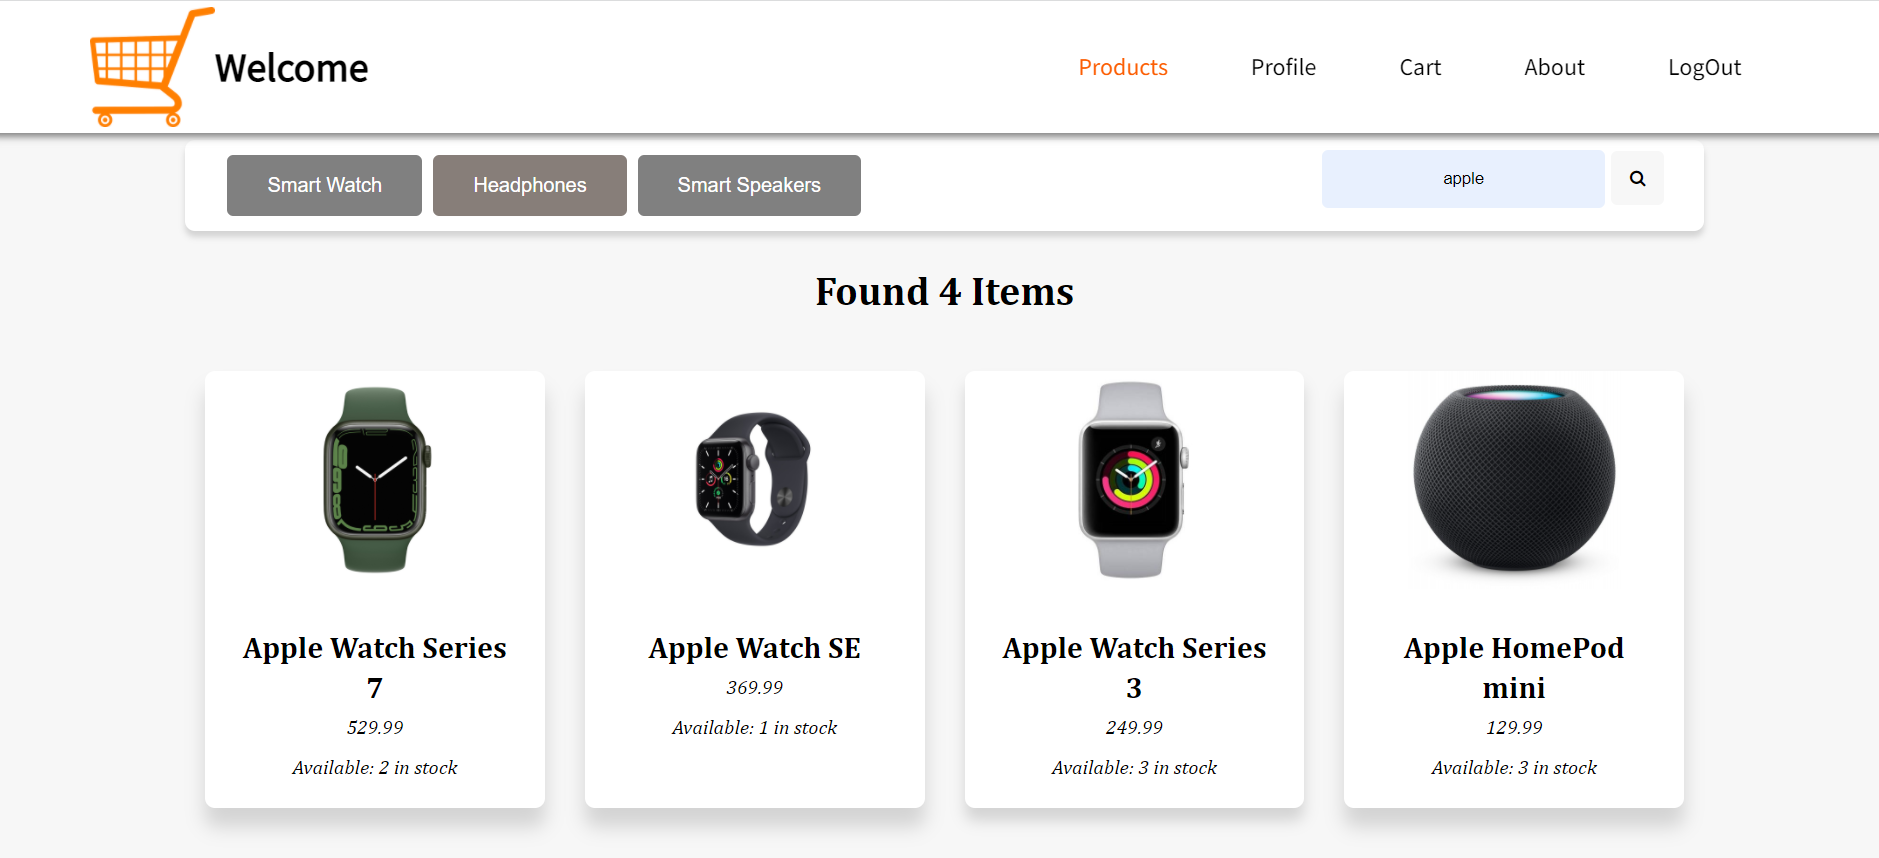 Welcome
Products Profile Cart About LogOut
Smart Watch Headphones Smart Speakers
apple
Found 4 Items
Apple Watch Series
7
529.99
Available: 2 in stock
Apple Watch SE
369.99
Available: 1 in stock
Apple Watch Series
3
249.99
Available: 3 in stock
Apple HomePod
mini
129.99
Available: 3 in stock